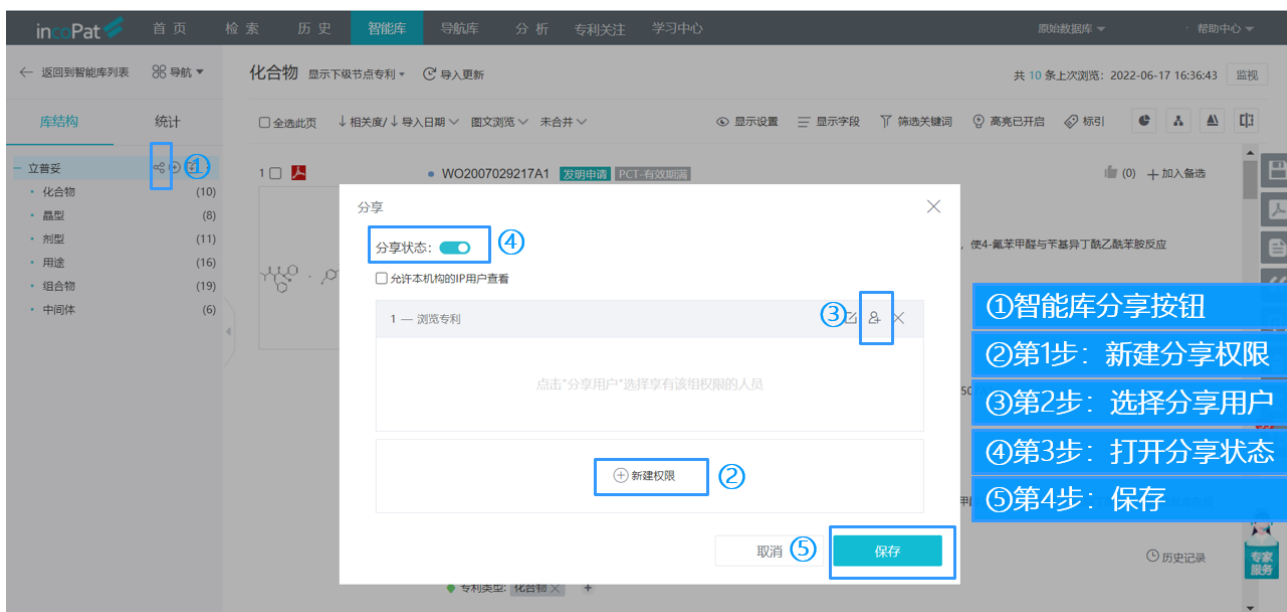 incoPat 首页 检索 历史 智能库 导航库 分析 专利关注 学习中心 原始数据库 帮助中心
返回到智能库列表 导航 化合物 显示下级节点专利 导入更新 共 10 条上次浏览：2022-06-17 16:36:43 监视
库结构 统计 全选此页 ↓相关度/↓导入日期 图文浏览 未合并 显示设置 显示字段 筛选关键词 高亮已开启 标引
立普妥 ①
化合物 (10)
晶型 (8)
剂型 (11)
用途 (16)
组合物 (19)
中间体 (6)
1 WO2007029217A1 发明申请 PCT-有效期满 (0) 加入备选
分享
分享状态： ④
，使4-氟苯甲醛与苄基异丁酰乙酰苯胺反应
允许本机构的IP用户查看
1 — 浏览专利 ③
点击"分享用户"选择享有该组权限的人员
新建权限 ②
取消 ⑤ 保存
①智能库分享按钮
②第1步：新建分享权限
③第2步：选择分享用户
④第3步：打开分享状态
⑤第4步：保存
历史记录
专家
服务
专利类型: 化合物 × +